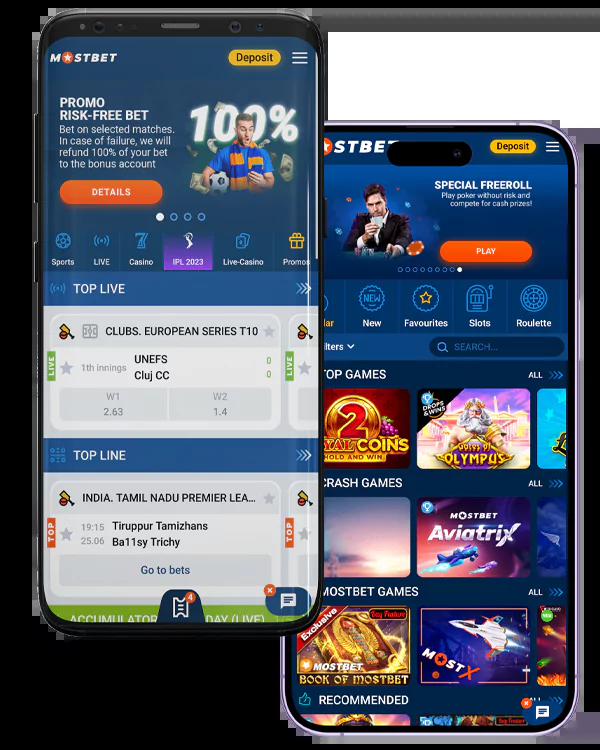 MOSTBET
Deposit
PROMO
RISK-FREE BET
Bet on selected matches.
In case of failure, we will
refund 100% of your bet
to the bonus account
100%
DETAILS
Sports
LIVE
Casino
IPL 2023
Live-Casino
Promos
TOP LIVE
CLUBS. EUROPEAN SERIES T10
LIVE
1th innings
UNEFS
0
Cluj CC
0
LIVE
W1
2.63
W2
1.4
TOP LINE
INDIA. TAMIL NADU PREMIER LEA...
TOP
19:15
25.06
Tiruppur Tamizhans
Ba11sy Trichy
TOP
Go to bets
4
ACCUMULATOR DAY (LIVE)
OSTBET
Deposit
SPECIAL FREEROLL
Play poker without risk and
compete for cash prizes!
PLAY
lar
New
NEW
Favourites
Slots
Roulette
lters
SEARCH...
TOP GAMES
ALL
2
YAL COINS
HOLD AND WIN
DROPS
&WINS
GATES OF
OLYMPUS
CRASH GAMES
ALL
MOSTBET
Aviatrix
MOSTBET GAMES
ALL
Exclusive
Buy Feature
MOSTBET
BOOK OF MOSTBET
MOSTX
RECOMMENDED
Buy Feature